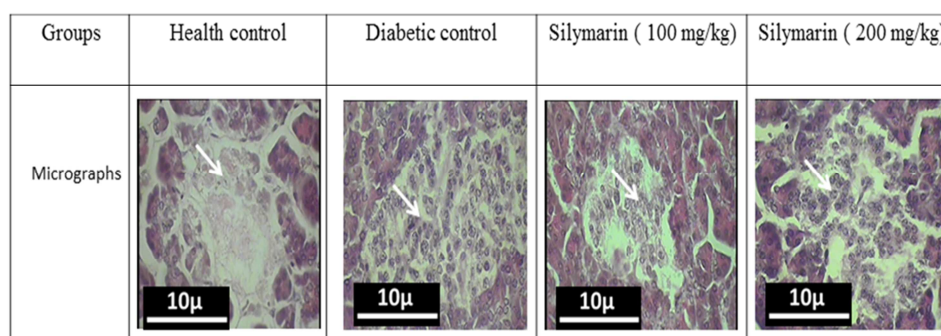 Groups
Health control
Diabetic control
Silymarin ( 100 mg/kg)
Silymarin ( 200 mg/kg)
Micrographs
10µ
10µ
10µ
10µ